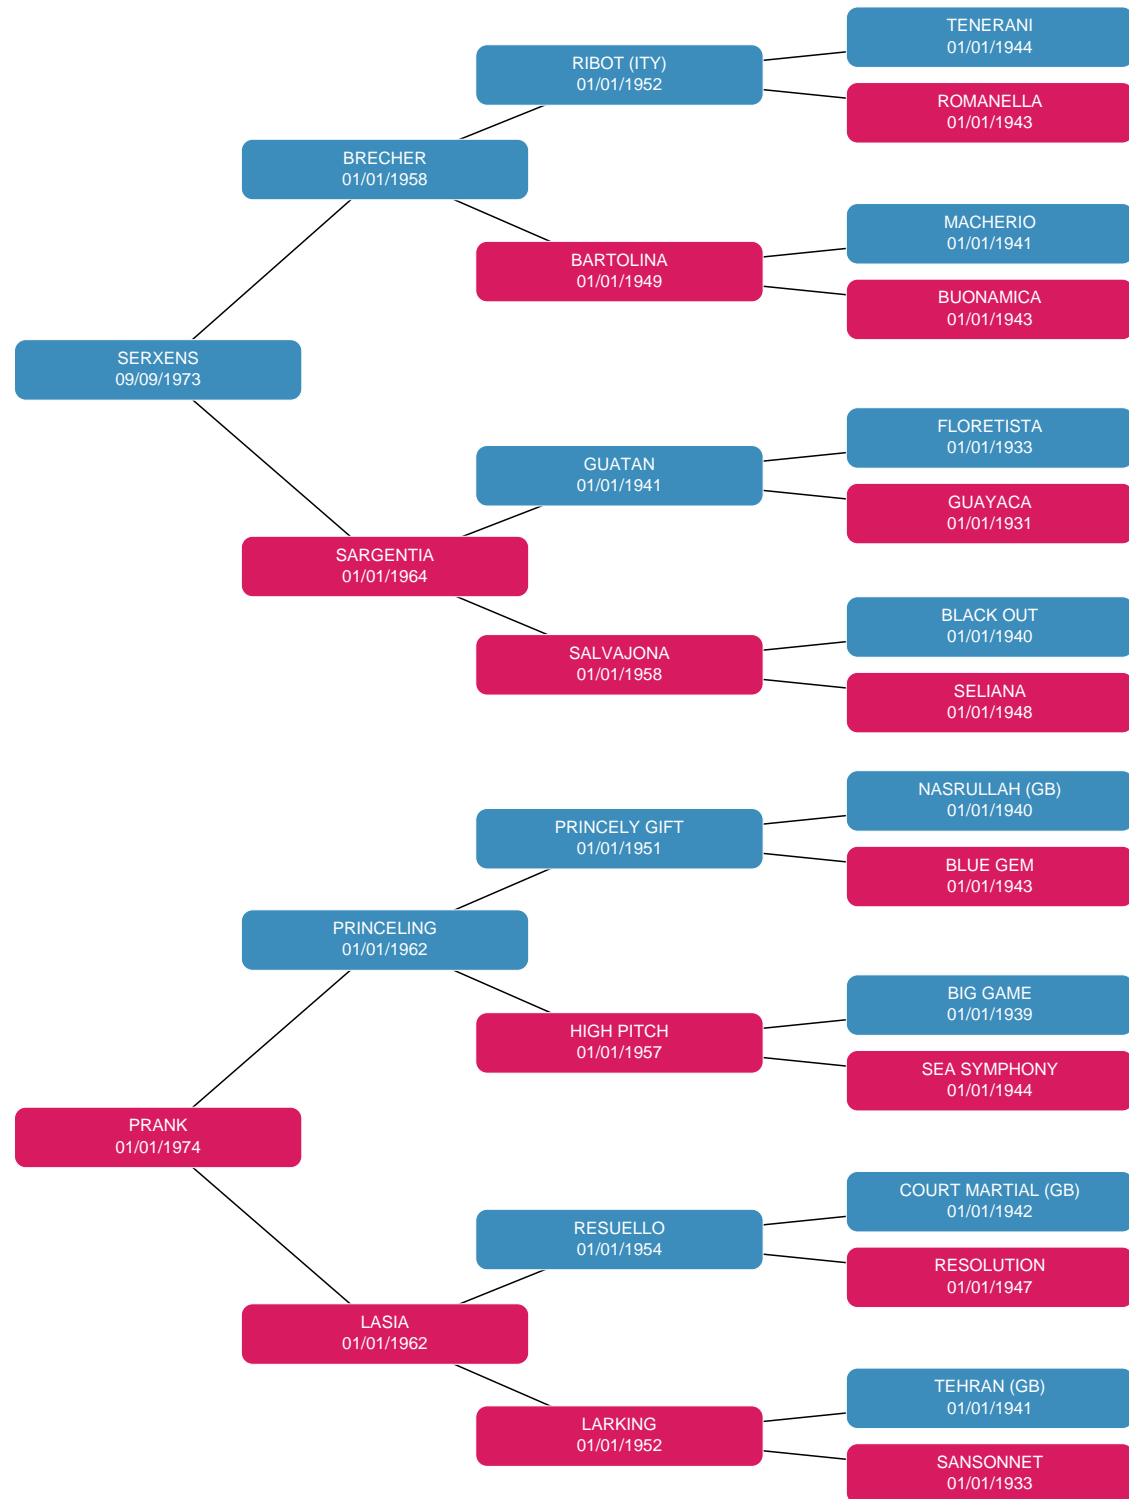 TENERANI
01/01/1944
RIBOT (ITY)
01/01/1952
ROMANELLA
01/01/1943
BRECHER
01/01/1958
MACHERIO
01/01/1941
BARTOLINA
01/01/1949
BUONAMICA
01/01/1943
SERXENS
09/09/1973
FLORETISTA
01/01/1933
GUATAN
01/01/1941
GUAYACA
01/01/1931
SARGENTIA
01/01/1964
BLACK OUT
01/01/1940
SALVAJONA
01/01/1958
SELIANA
01/01/1948
NASRULLAH (GB)
01/01/1940
PRINCELY GIFT
01/01/1951
BLUE GEM
01/01/1943
PRINCELING
01/01/1962
BIG GAME
01/01/1939
HIGH PITCH
01/01/1957
SEA SYMPHONY
01/01/1944
PRANK
01/01/1974
COURT MARTIAL (GB)
01/01/1942
RESUELLO
01/01/1954
RESOLUTION
01/01/1947
LASIA
01/01/1962
TEHRAN (GB)
01/01/1941
LARKING
01/01/1952
SANSONNET
01/01/1933